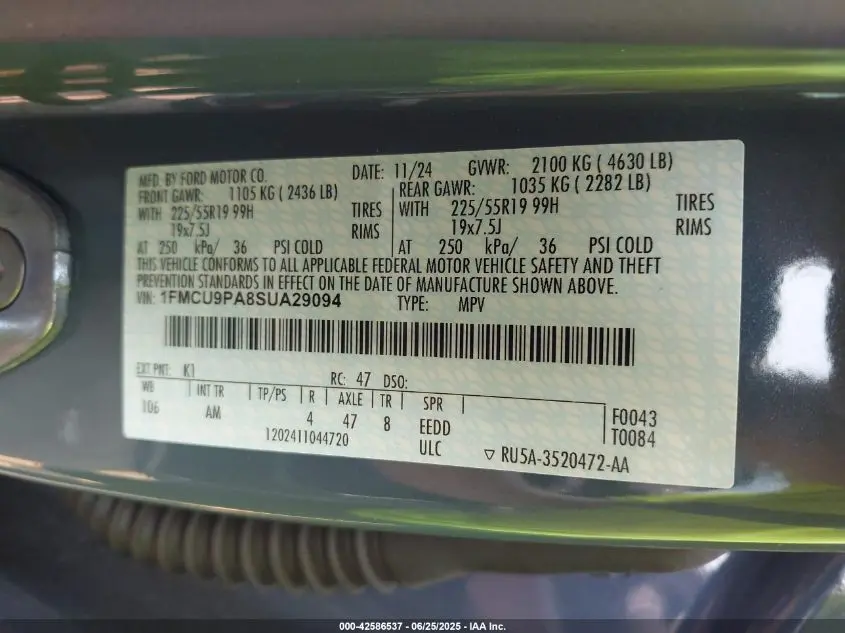 MFD. BY FORD MOTOR CO. DATE: 11/24 GVWR: 2100 KG ( 4630 LB)
FRONT GAWR: 1105 KG ( 2436 LB) REAR GAWR: 1035 KG ( 2282 LB)
WITH 225/55R19 99H TIRES WITH 225/55R19 99H TIRES
19x7.5J RIMS 19x7.5J RIMS
AT 250 kPa/ 36 PSI COLD AT 250 kPa/ 36 PSI COLD
THIS VEHICLE CONFORMS TO ALL APPLICABLE FEDERAL MOTOR VEHICLE SAFETY AND THEFT
PREVENTION STANDARDS IN EFFECT ON THE DATE OF MANUFACTURE SHOWN ABOVE.
VIN: 1FMCU9PA8SUA29094 TYPE: MPV
EXT PNT: K1 RC: 47 DSO:
WB INT TR TP/PS R AXLE TR SPR
106 AM 4 47 8 EEDD F0043
1202411044720 ULC T0084
RU5A-3520472-AA
000-42586537 - 06/25/2025 - IAA Inc.